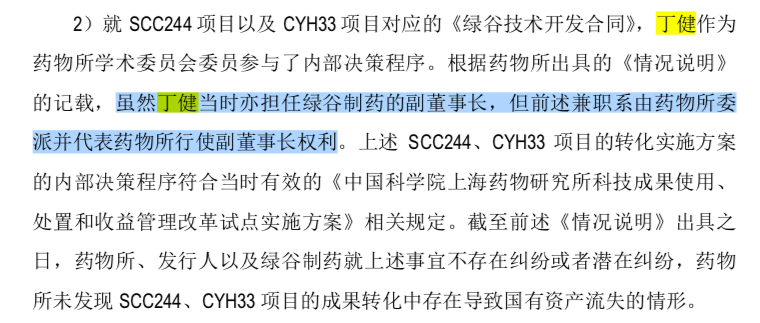 2）就 SCC244 项目以及 CYH33 项目对应的《绿谷技术开发合同》，丁健作为
药物所学术委员会委员参与了内部决策程序。根据药物所出具的《情况说明》
的记载，虽然丁健当时亦担任绿谷制药的副董事长，但前述兼职系由药物所委
派并代表药物所行使副董事长权利。上述 SCC244、CYH33 项目的转化实施方案
的内部决策程序符合当时有效的《中国科学院上海药物研究所科技成果使用、
处置和收益管理改革试点实施方案》相关规定。截至前述《情况说明》出具之
日，药物所、发行人以及绿谷制药就上述事宜不存在纠纷或者潜在纠纷，药物
所未发现 SCC244、CYH33 项目的成果转化中存在导致国有资产流失的情形。